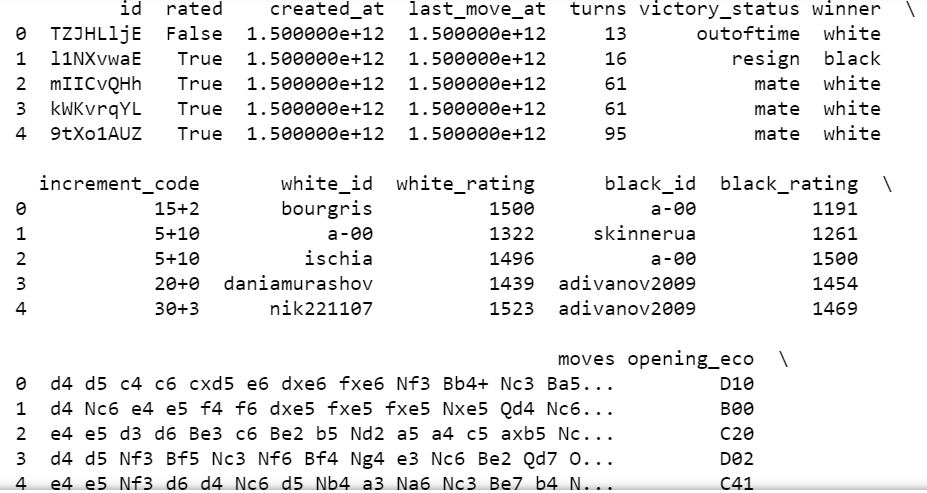 id rated created_at last_move_at turns victory_status winner \
0 TZJHLljE False 1.500000e+12 1.500000e+12 13 outoftime white
1 l1NXvwaE True 1.500000e+12 1.500000e+12 16 resign black
2 mIICvQHh True 1.500000e+12 1.500000e+12 61 mate white
3 kWKvrqYL True 1.500000e+12 1.500000e+12 61 mate white
4 9tXo1AUZ True 1.500000e+12 1.500000e+12 95 mate white
increment_code white_id white_rating black_id black_rating \
0 15+2 bourgris 1500 a-00 1191
1 5+10 a-00 1322 skinnerua 1261
2 5+10 ischia 1496 a-00 1500
3 20+0 daniamurashov 1439 adivanov2009 1454
4 30+3 nik221107 1523 adivanov2009 1469
moves opening_eco \
0 d4 d5 c4 c6 cxd5 e6 dxe6 fxe6 Nf3 Bb4+ Nc3 Ba5... D10
1 d4 Nc6 e4 e5 f4 f6 dxe5 fxe5 fxe5 Nxe5 Qd4 Nc6... B00
2 e4 e5 d3 d6 Be3 c6 Be2 b5 Nd2 a5 a4 c5 axb5 Nc... C20
3 d4 d5 Nf3 Bf5 Nc3 Nf6 Bf4 Ng4 e3 Nc6 Be2 Qd7 O... D02
4 e4 e5 Nf3 d6 d4 Nc6 d5 Nb4 a3 Na6 Nc3 Be7 b4 N... C41